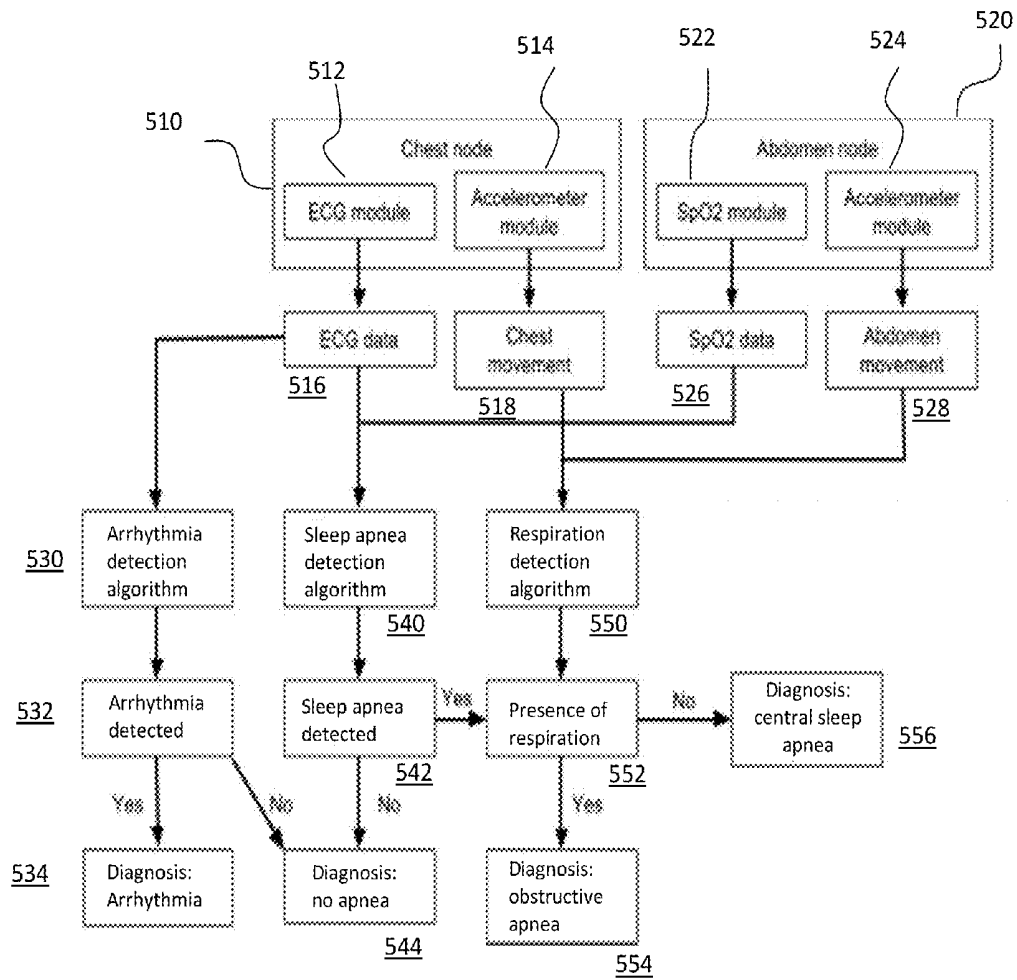 520
514
522
524
512
510
Chest node
Abdomen node
ECG module
Accelerometer
module
SpO2 module
Accelerometer
module
ECG data
Chest
movement
SpO2 data
Abdomen
movement
516
518
526
528
Arrhythmia
detection
algorithm
530
Sleep apnea
detection
algorithm
540
Respiration
detection
algorithm
550
532
Arrhythmia
detected
Sleep apnea
detected
542
Yes
Presence of
respiration
552
No
Diagnosis:
central sleep
apnea
556
Yes
No
No
Yes
534
Diagnosis:
Arrhythmia
Diagnosis:
no apnea
544
Diagnosis:
obstructive
apnea
554